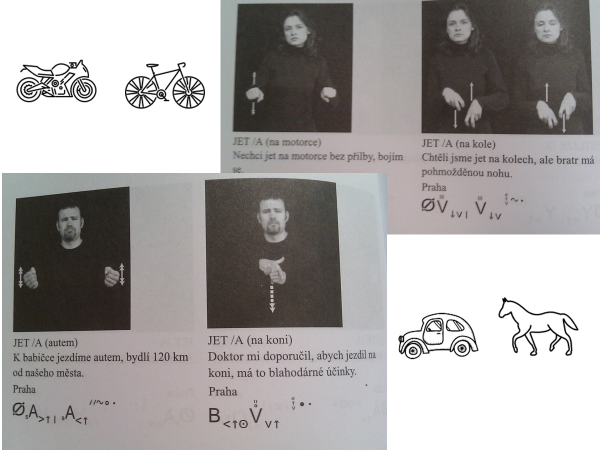 JET /A (na motorce)
Nechci jet na motorce bez přilby, bojím
se.
JET /A (na kole)
Chtěli jsme jet na kolech, ale bratr má
pohmožděnou nohu.
Praha
JET /A (autem)
K babičce jezdíme autem, bydlí 120 km
od našeho města.
Praha
JET /A (na koni)
Doktor mi doporučil, abych jezdil na
koni, má to blahodárné účinky.
Praha